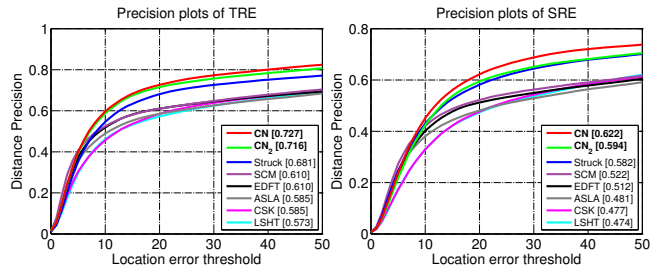 Precision plots of TRE
1
0.8
0.6
0.4
0.2
0
Distance Precision
0 10 20 30 40 50
Location error threshold
CN [0.727]
CN2 [0.716]
Struck [0.681]
SCM [0.610]
EDFT [0.610]
ASLA [0.585]
CSK [0.585]
LSHT [0.573]
Precision plots of SRE
0.8
0.6
0.4
0.2
0
Distance Precision
0 10 20 30 40 50
Location error threshold
CN [0.622]
CN2 [0.594]
Struck [0.582]
SCM [0.522]
EDFT [0.512]
ASLA [0.481]
CSK [0.477]
LSHT [0.474]